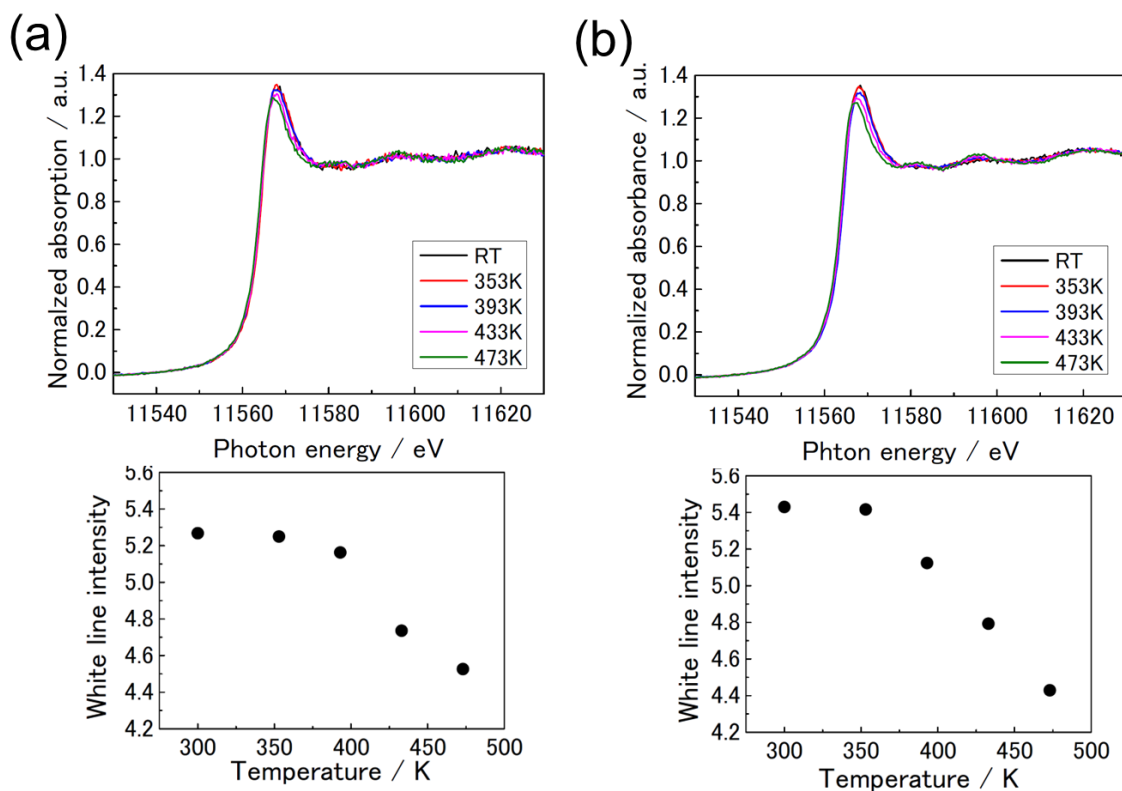 (a)
Normalzed absorption / a.u.
1.4
1.2
1.0
0.8
0.6
0.4
0.2
0.0
RT
353K
393K
433K
473K
11540 11560 11580 11600 11620
Photon energy / eV
White line intensity
5.6
5.4
5.2
5.0
4.8
4.6
4.4
4.2
300 350 400 450 500
Temperature / K
(b)
Normalized absorbance / a.u.
1.4
1.2
1.0
0.8
0.6
0.4
0.2
0.0
RT
353K
393K
433K
473K
11540 11560 11580 11600 11620
Phton energy / eV
White line intensity
5.6
5.4
5.2
5.0
4.8
4.6
4.4
4.2
300 350 400 450 500
Temperature / K